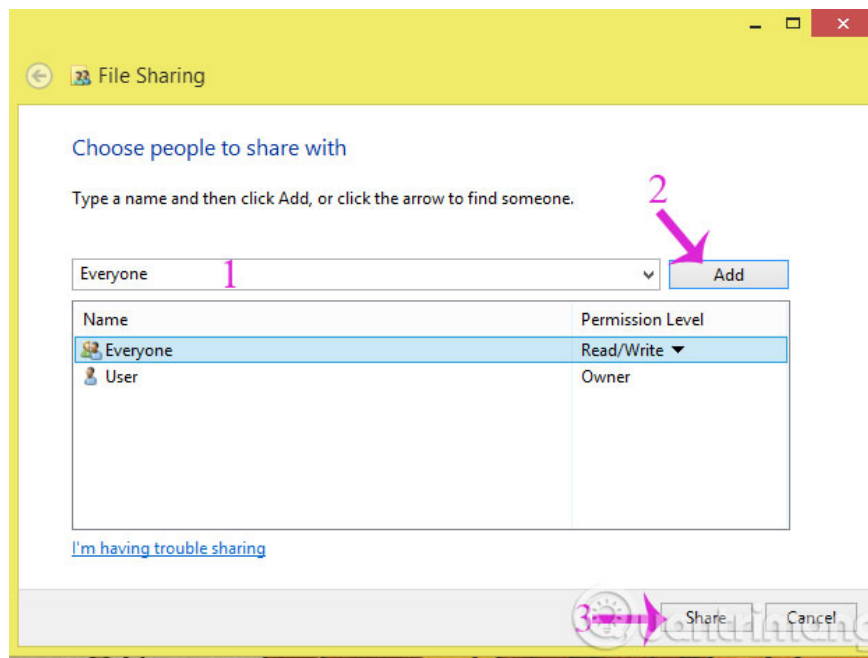 File Sharing
Choose people to share with
Type a name and then click Add, or click the arrow to find someone.
2
Everyone 1 Add
Name Permission Level
Everyone Read/Write
User Owner
I'm having trouble sharing
3 Share Cancel
uantrimang